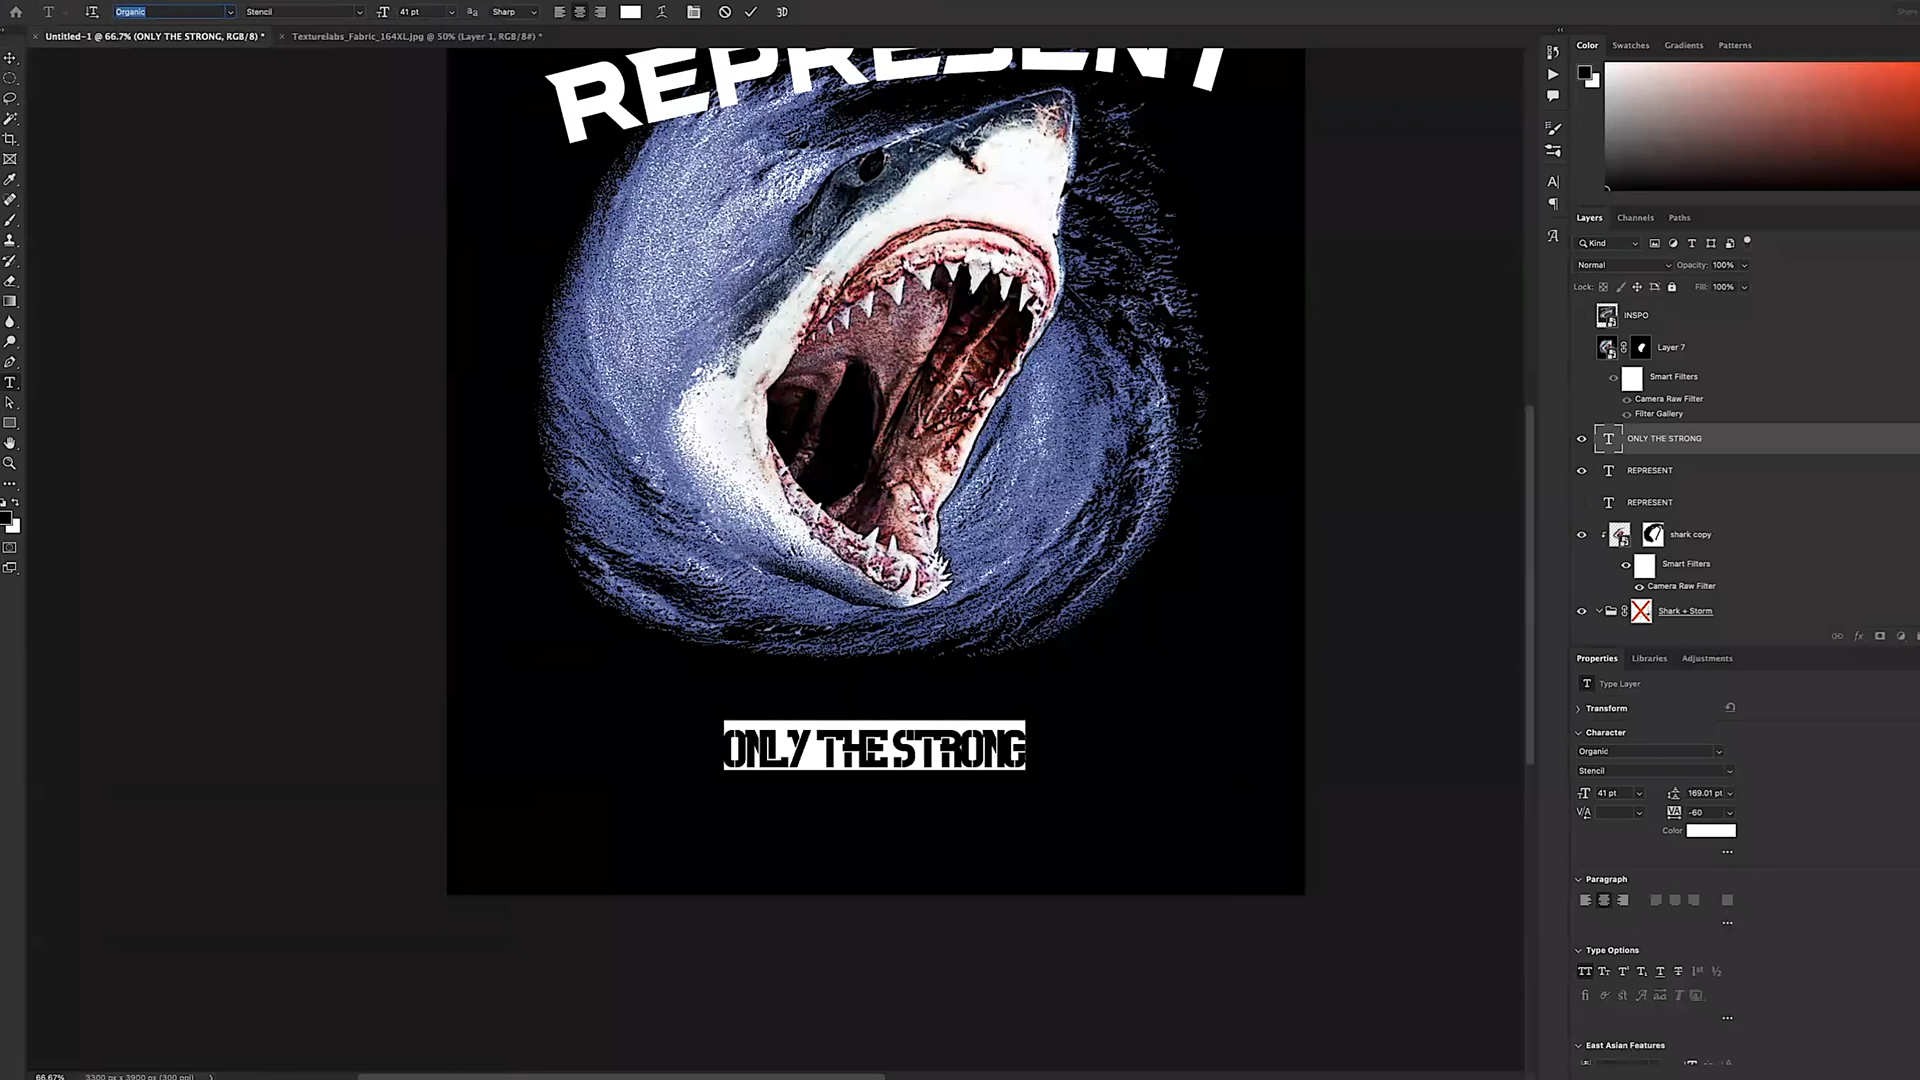 Organic Stencil 41 pt aa Sharp 3D Share
× Untitled-1 @ 66.7% (ONLY THE STRONG, RGB/8) * × Texturelabs_Fabric_164XL.jpg @ 50% (Layer 1, RGB/8#) *
REPRESENT
ONLY THE STRONG
66.67% 3300 px x 3900 px (300 ppi)
Color Swatches Gradients Patterns
Layers Channels Paths
Kind
Normal Opacity: 100%
Lock: Fill: 100%
INSPO
Layer 7
Smart Filters
Camera Raw Filter
Filter Gallery
ONLY THE STRONG
REPRESENT
REPRESENT
shark copy
Smart Filters
Camera Raw Filter
Shark + Storm
fx
Properties Libraries Adjustments
Type Layer
Transform
Character
Organic
Stencil
41 pt 169.01 pt
-60
Color
Paragraph
Type Options
East Asian Features